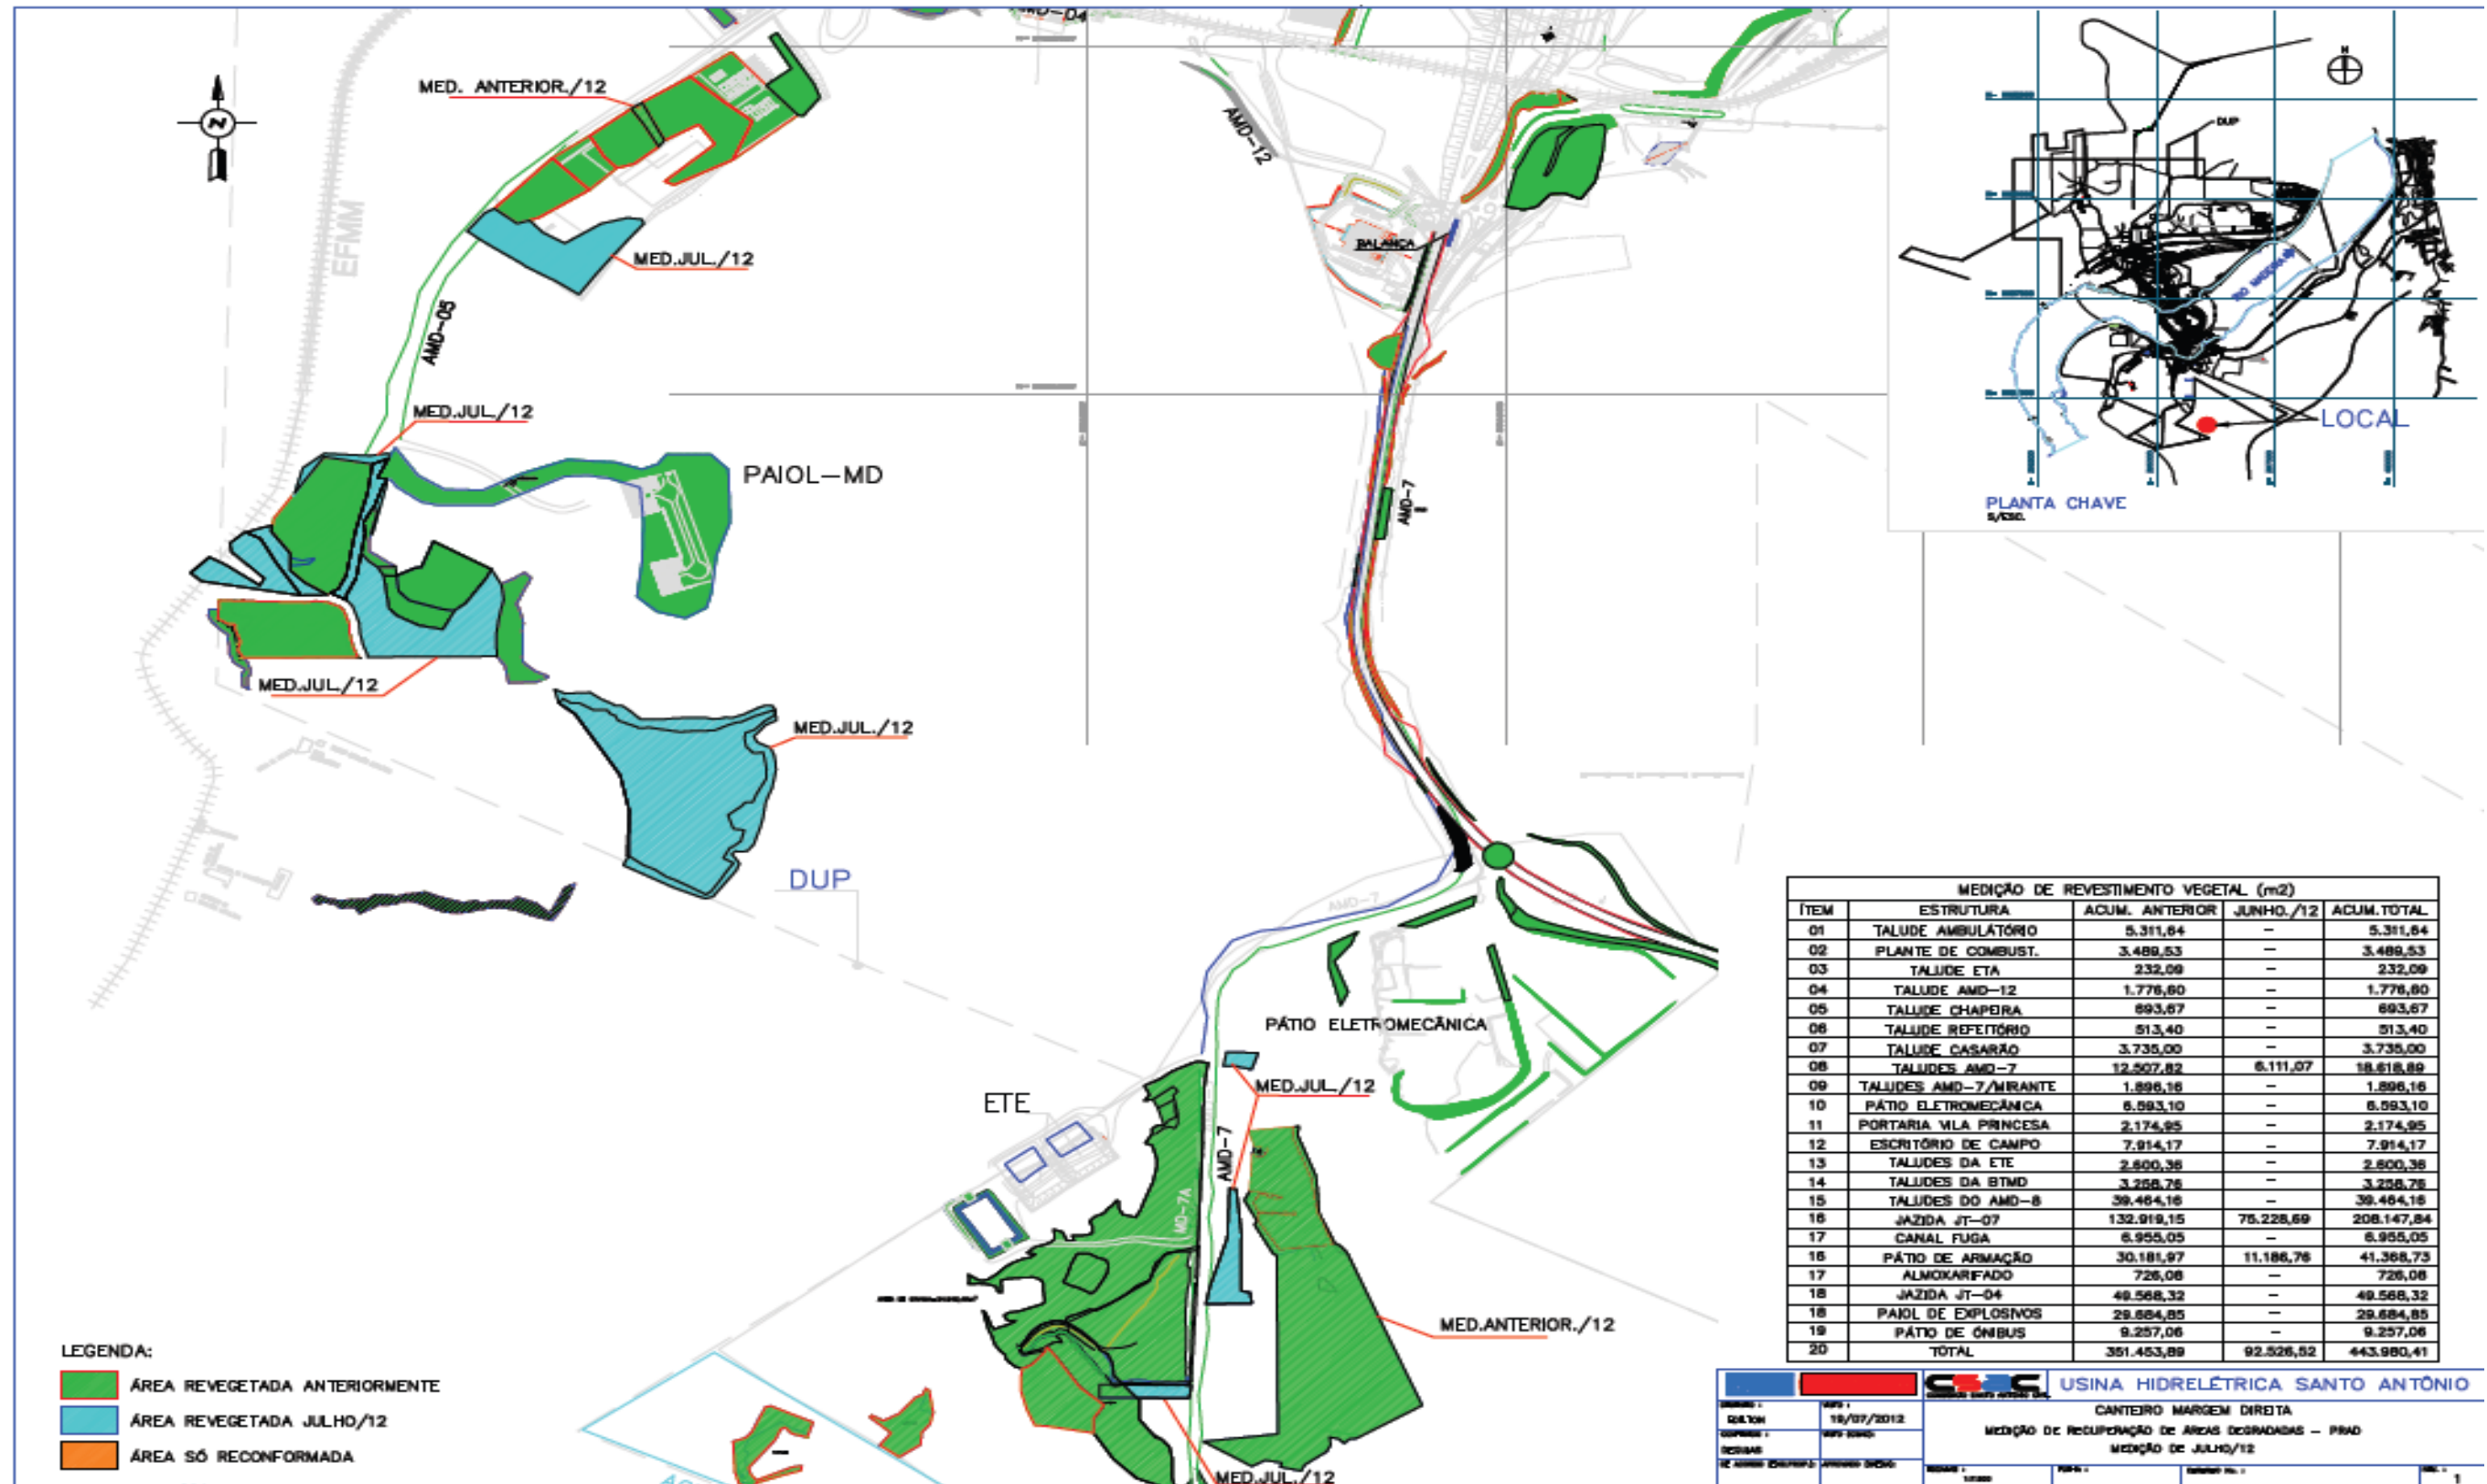 MED. ANTERIOR./12
MED.JUL./12
EFMM
AMD-05
MED.JUL./12
PAIOL-MD
MED.JUL./12
MED.JUL./12
DUP
AMD-12
BALANÇA
AMD-7
AMD-7
PÁTIO ELETROMECÂNICA
MED.JUL./12
ETE
AMD-7
MD-7A
MED.ANTERIOR./12
MED.JUL./12
N
DUP
RIO MADEIRA
LOCAL
PLANTA CHAVE
S/ESC.
LEGENDA:
ÁREA REVEGETADA ANTERIORMENTE
ÁREA REVEGETADA JULHO/12
ÁREA SÓ RECONFORMADA
MEDIÇÃO DE REVESTIMENTO VEGETAL (m2)
ÍTEM ESTRUTURA ACUM. ANTERIOR JUNHO./12 ACUM.TOTAL
01 TALUDE AMBULÁTÓRIO 5.311,64 - 5.311,64
02 PLANTE DE COMBUST. 3.489,53 - 3.489,53
03 TALUDE ETA 232,09 - 232,09
04 TALUDE AMD-12 1.776,60 - 1.776,60
05 TALUDE CHAPEIRA 693,67 - 693,67
06 TALUDE REFEITÓRIO 513,40 - 513,40
07 TALUDE CASARÃO 3.735,00 - 3.735,00
08 TALUDES AMD-7 12.507,82 6.111,07 18.618,89
09 TALUDES AMD-7/MIRANTE 1.896,16 - 1.896,16
10 PÁTIO ELETROMECÂNICA 6.593,10 - 6.593,10
11 PORTARIA VILA PRINCESA 2.174,95 - 2.174,95
12 ESCRITÓRIO DE CAMPO 7.914,17 - 7.914,17
13 TALUDES DA ETE 2.600,36 - 2.600,36
14 TALUDES DA BTMD 3.258,76 - 3.258,76
15 TALUDES DO AMD-8 39.464,16 - 39.464,16
16 JAZIDA JT-07 132.919,15 75.228,69 208.147,84
17 CANAL FUGA 6.955,05 - 6.955,05
16 PÁTIO DE ARMAÇÃO 30.181,97 11.186,76 41.368,73
17 ALMOXARIFADO 726,08 - 726,08
18 JAZIDA JT-04 49.568,32 - 49.568,32
18 PAIOL DE EXPLOSIVOS 29.684,85 - 29.684,85
19 PÁTIO DE ÔNIBUS 9.257,06 - 9.257,06
20 TOTAL 351.453,89 92.526,52 443.980,41
CSAC USINA HIDRELÉTRICA SANTO ANTÔNIO
19/07/2012
CANTEIRO MARGEM DIREITA
MEDIÇÃO DE RECUPERAÇÃO DE ÁREAS DEGRADADAS - PRAD
MEDIÇÃO DE JULHO/12
1